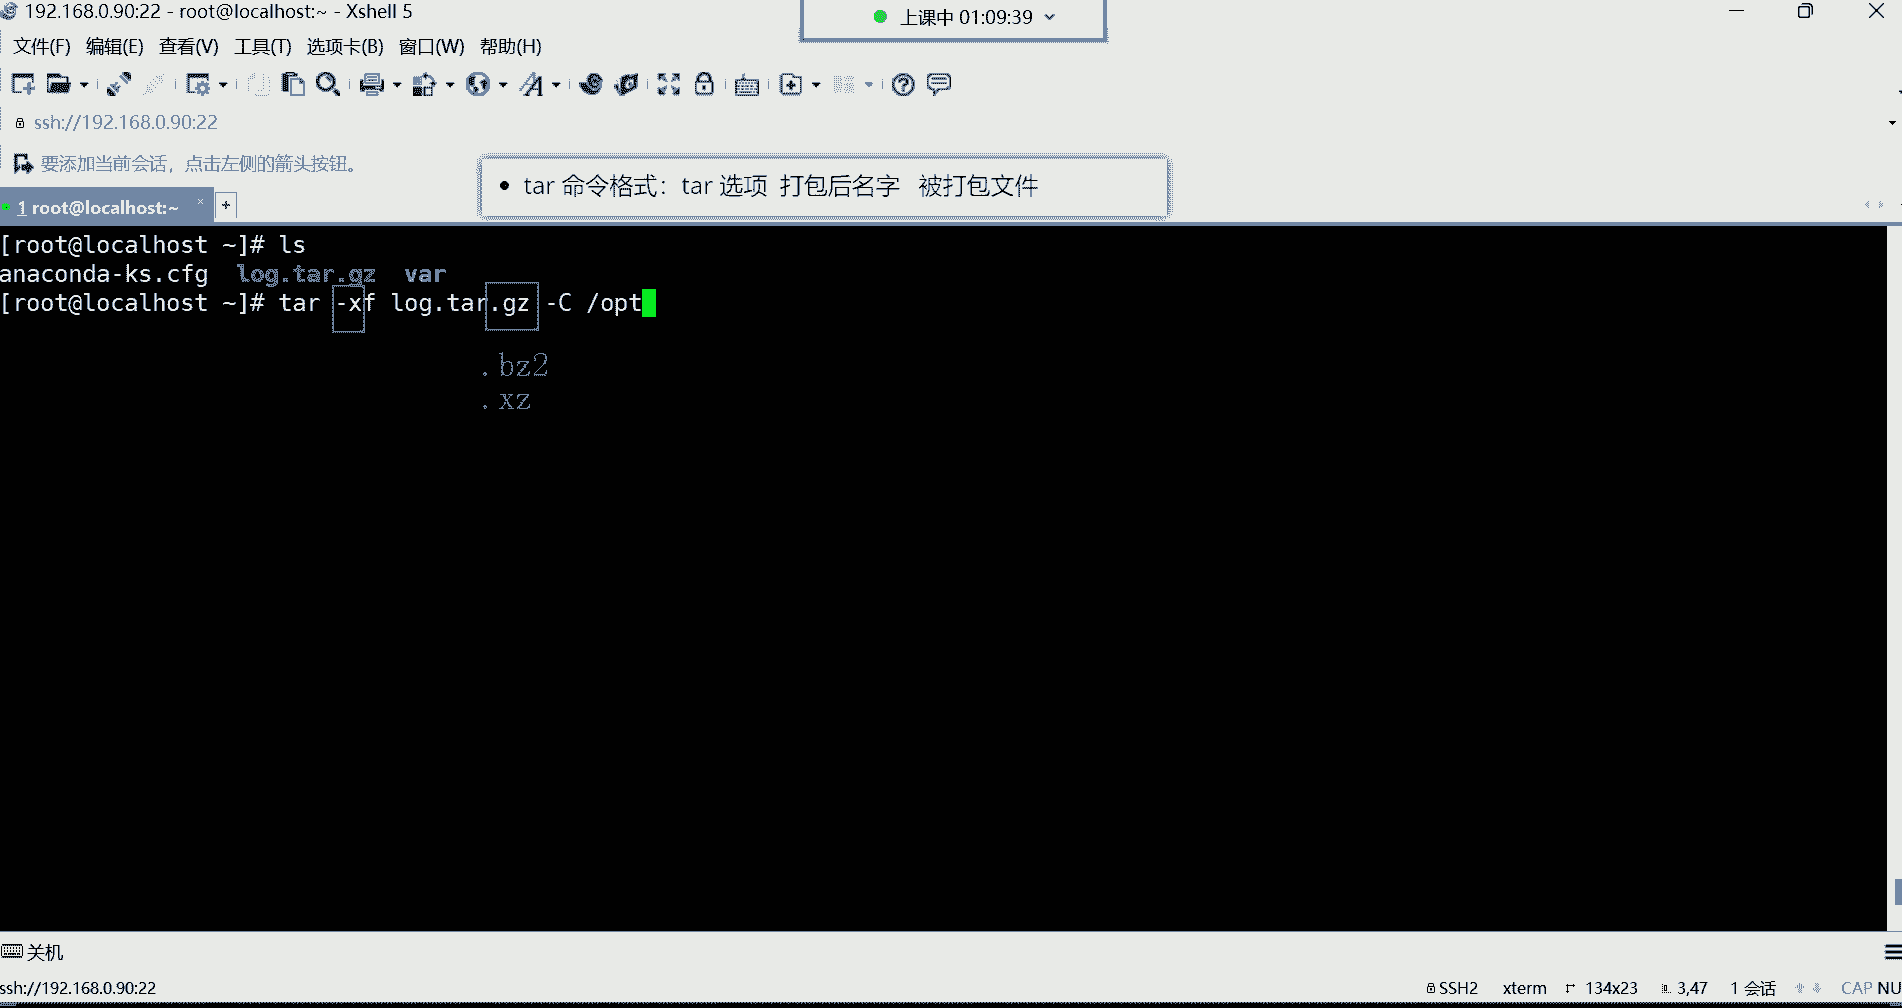 192.168.0.90:22 - root@localhost:~ - Xshell 5
上课中 01:09:39
文件(F) 编辑(E) 查看(V) 工具(T) 选项卡(B) 窗口(W) 帮助(H)
ssh://192.168.0.90:22
要添加当前会话，点击左侧的箭头按钮。
• tar 命令格式：tar 选项 打包后名字 被打包文件
1 root@localhost:~ × +
[root@localhost ~]# ls
anaconda-ks.cfg log.tar.gz var
[root@localhost ~]# tar -xf log.tar.gz -C /opt
.bz2
.xz
关机
ssh://192.168.0.90:22 SSH2 xterm 134x23 3,47 1 会话 CAP NU